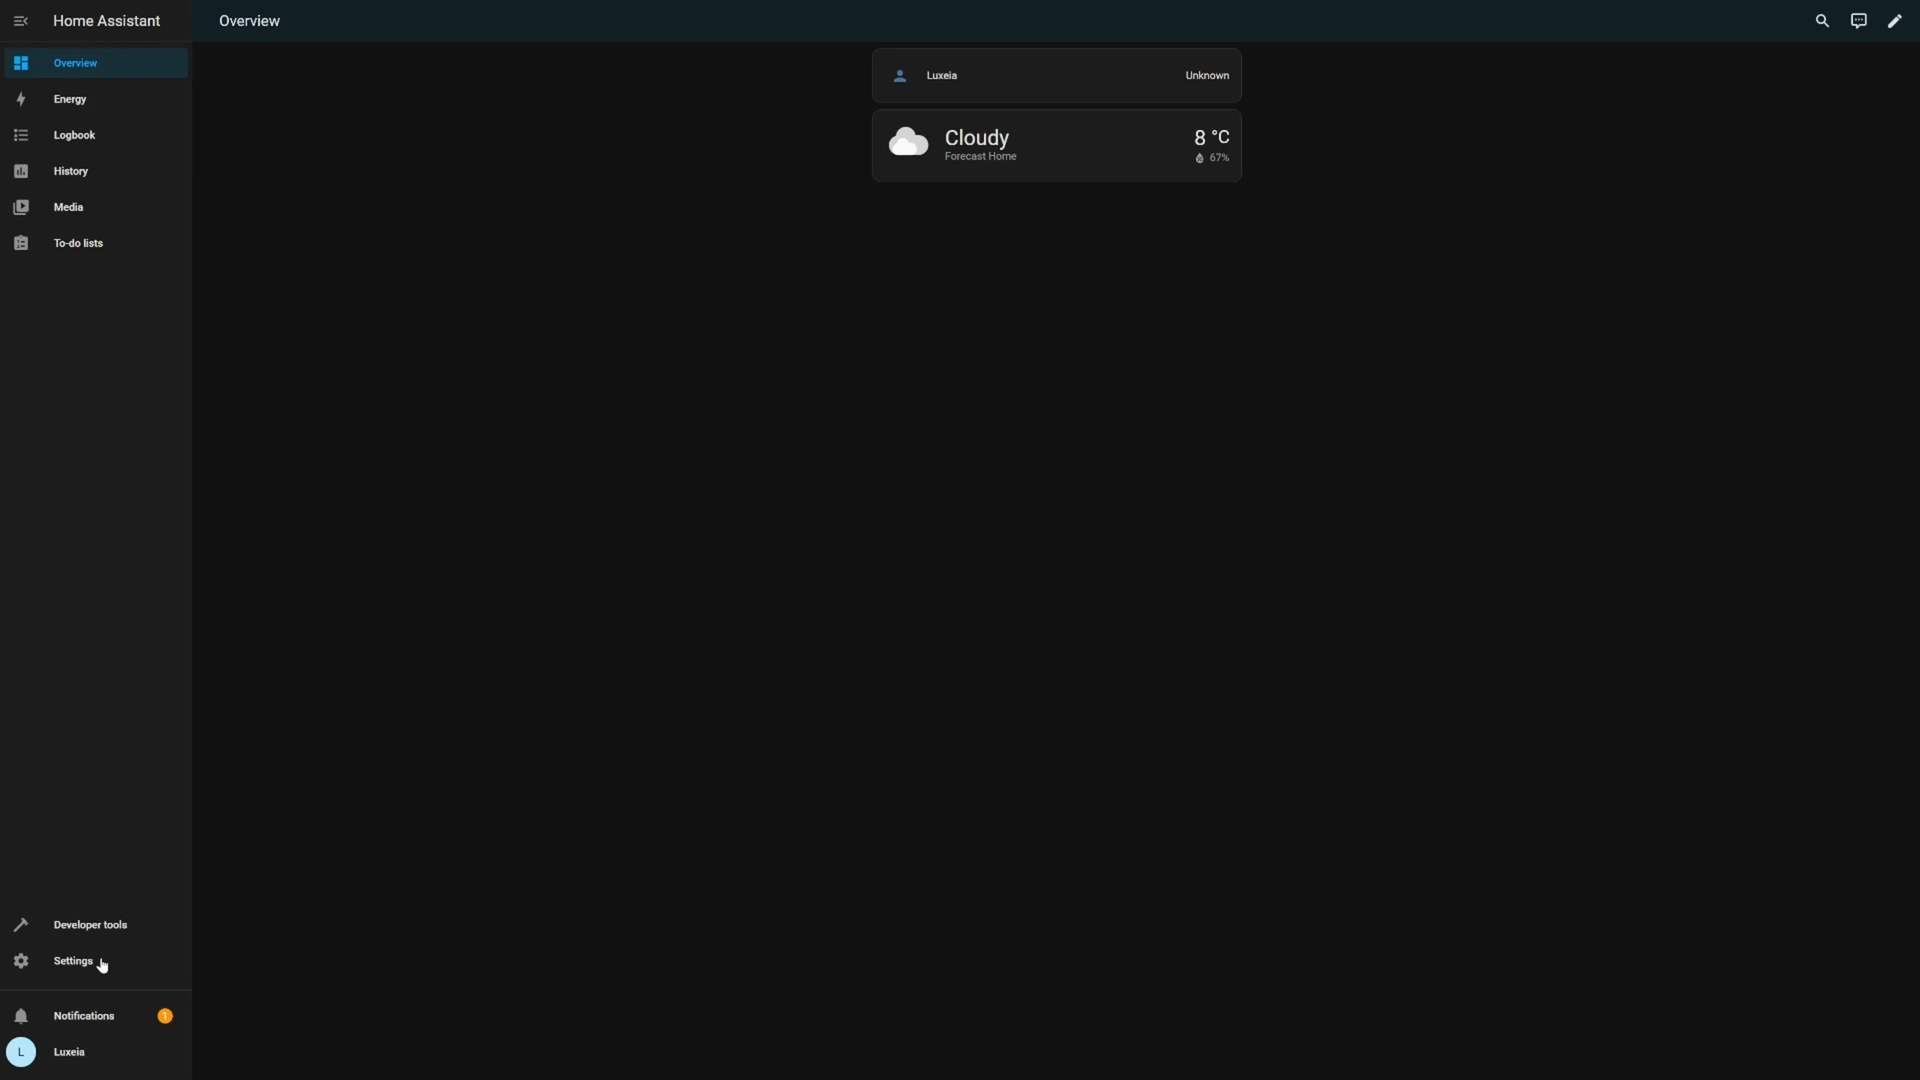 Home Assistant
Overview
Overview
Energy
Logbook
History
Media
To-do lists
Luxeia Unknown
Cloudy 8 °C
Forecast Home 67%
Developer tools
Settings
Notifications 1
L Luxeia